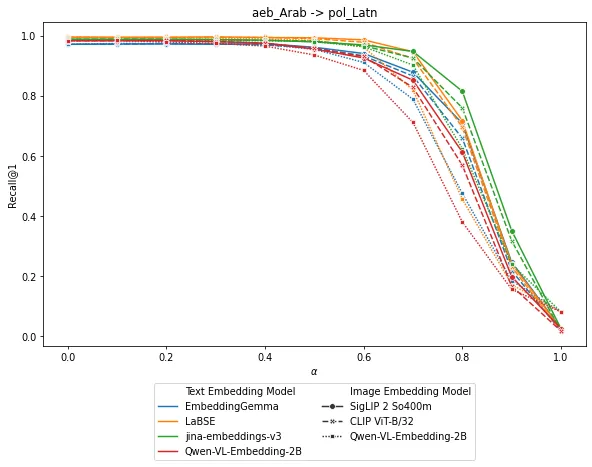 aeb_Arab -> pol_Latn
1.0
0.8
0.6
0.4
0.2
0.0
Recall@1
0.0 0.2 0.4 0.6 0.8 1.0
α
Text Embedding Model Image Embedding Model
EmbeddingGemma SigLIP 2 So400m
LaBSE CLIP ViT-B/32
jina-embeddings-v3 Qwen-VL-Embedding-2B
Qwen-VL-Embedding-2B